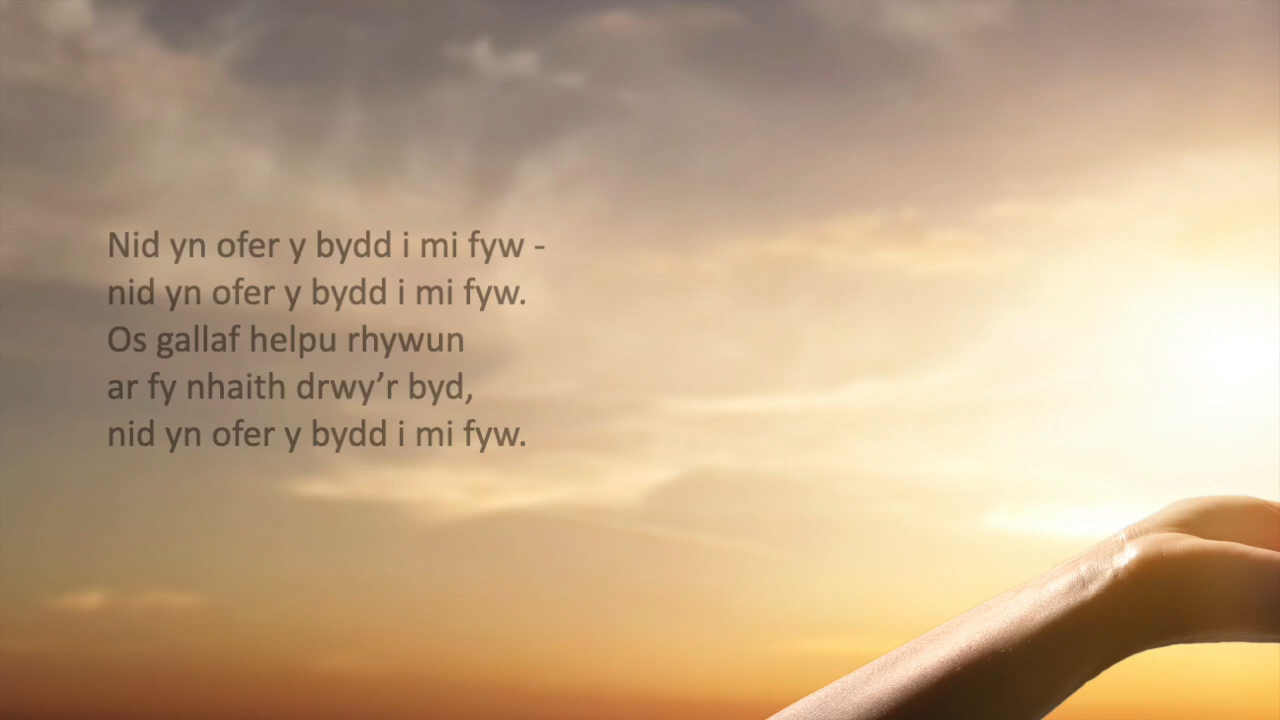 Nid yn ofer y bydd i mi fyw -
nid yn ofer y bydd i mi fyw.
Os gallaf helpu rhywun
ar fy nhaith drwy’r byd,
nid yn ofer y bydd i mi fyw.